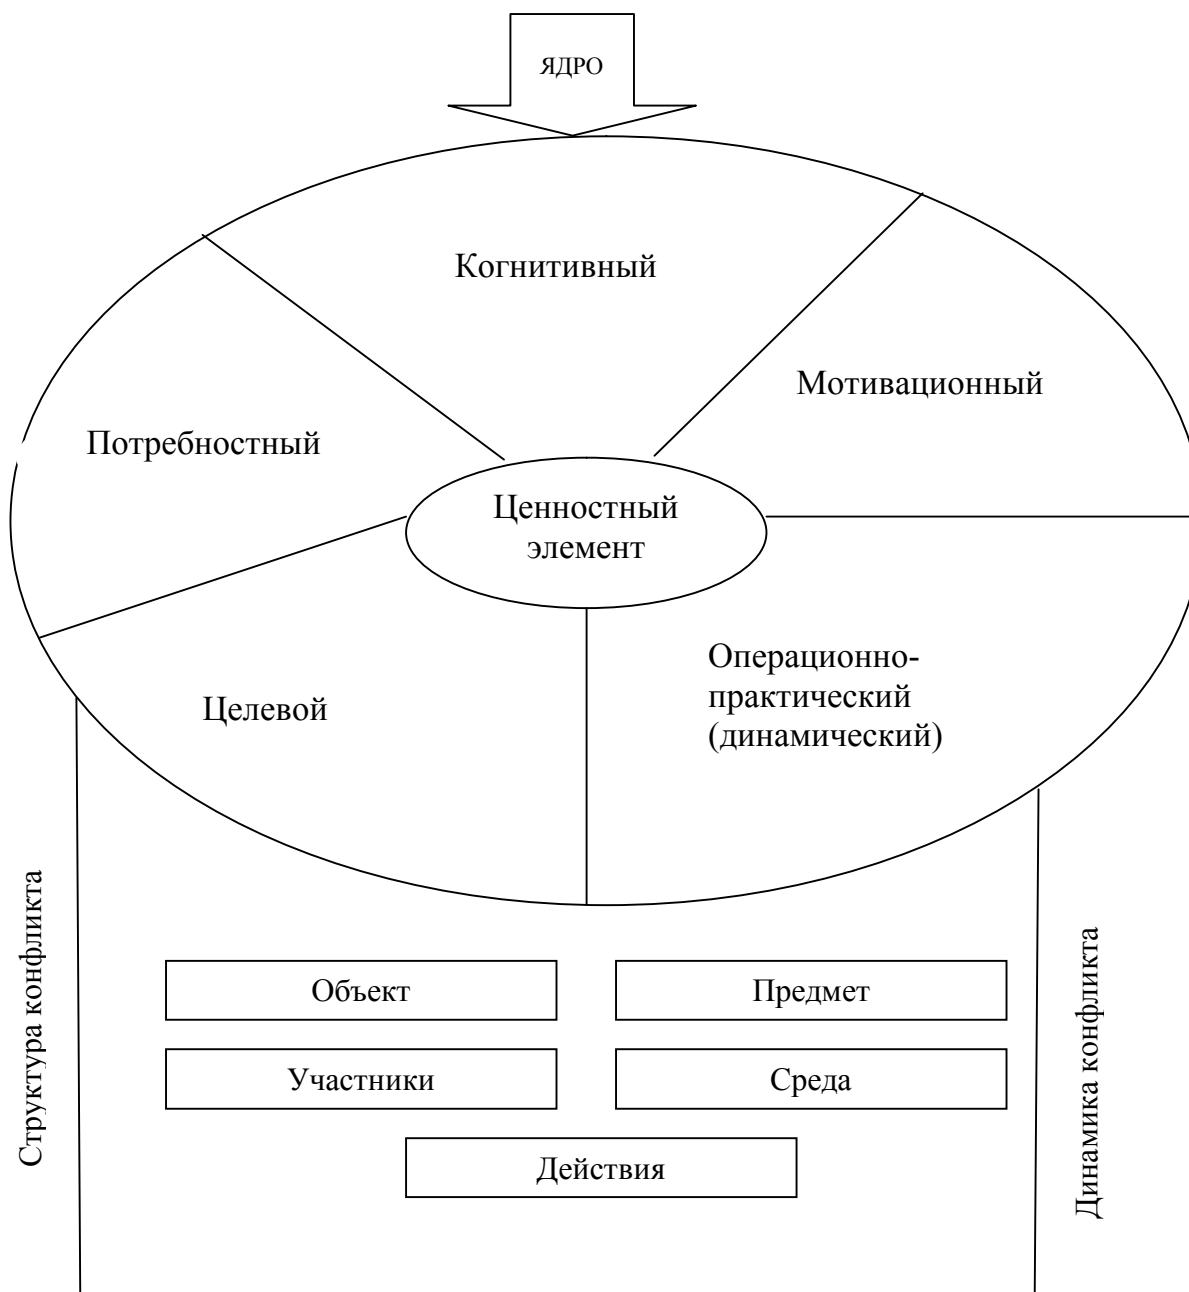 ЯДРО
Когнитивный
Мотивационный
Потребностный
Ценностный
элемент
Операционно-
практический
(динамический)
Целевой
Структура конфликта
Динамика конфликта
Объект
Предмет
Участники
Среда
Действия